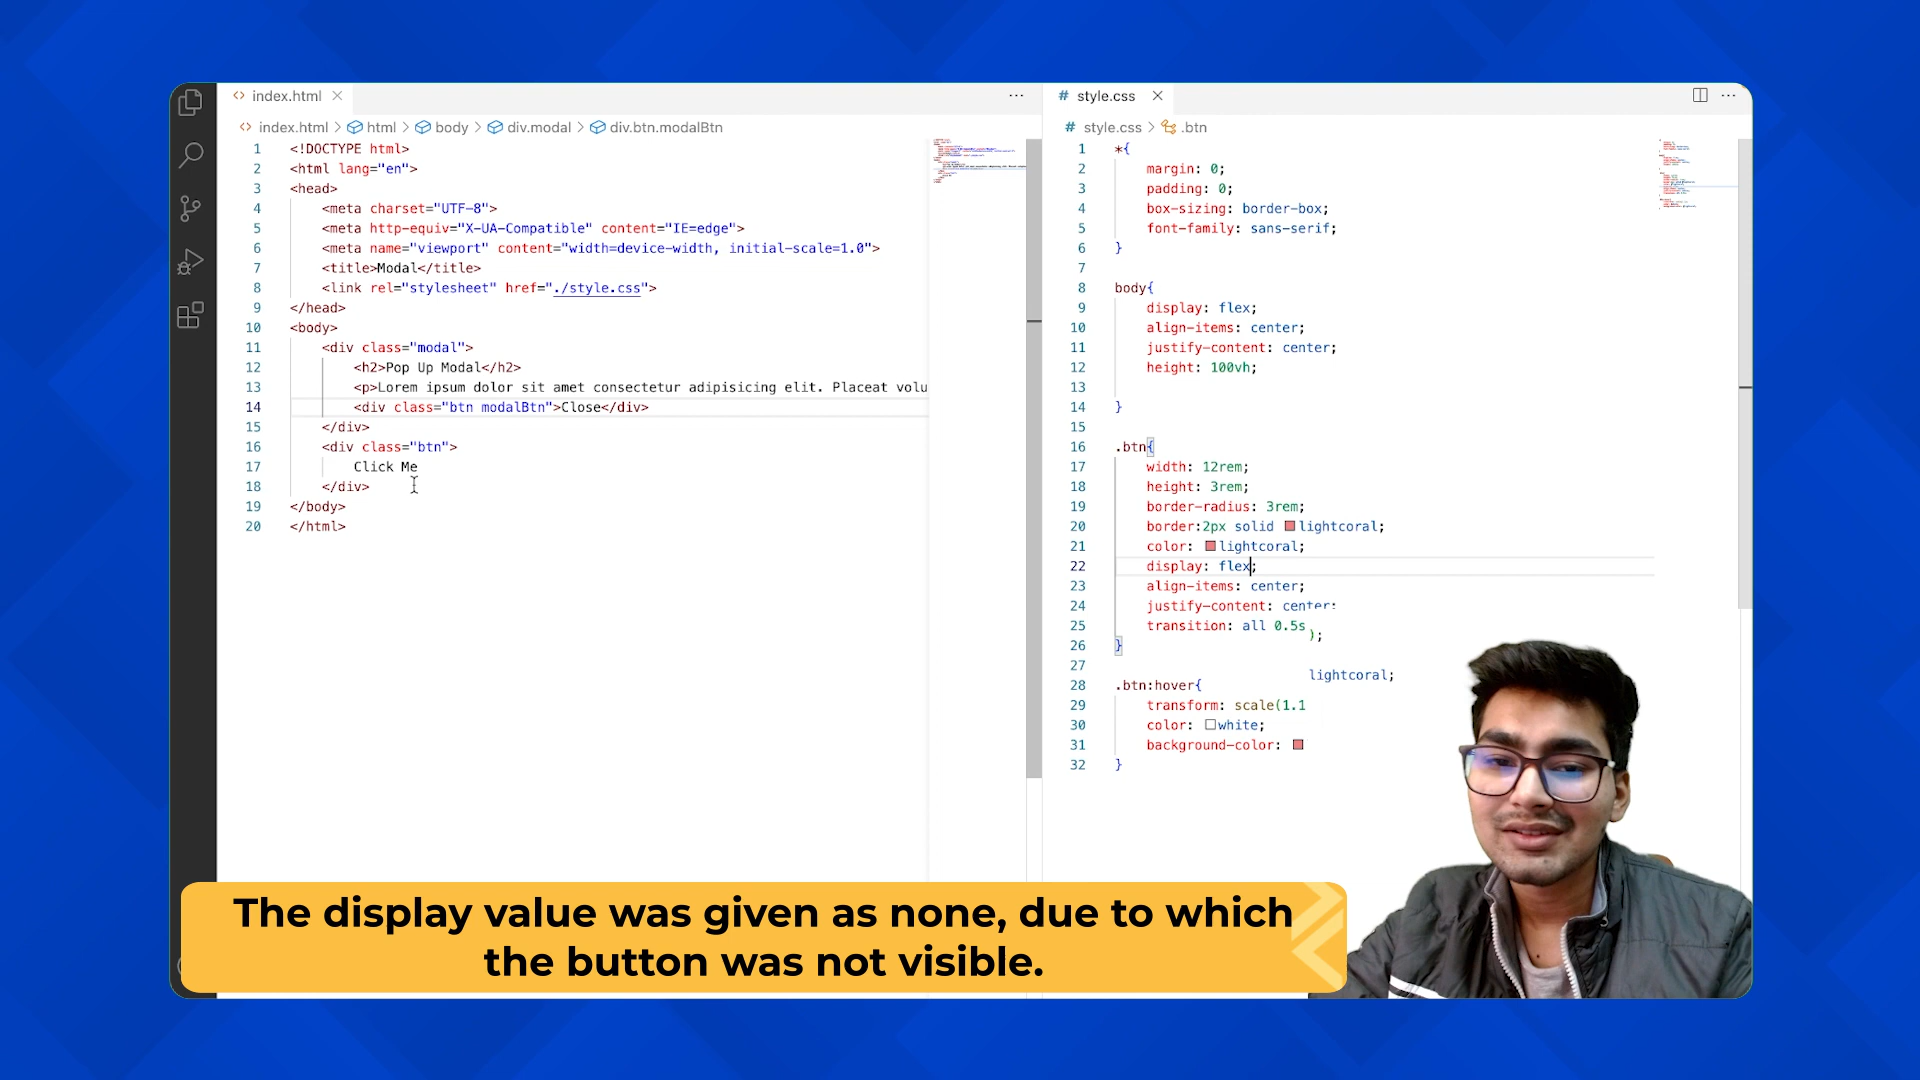 index.html
index.html > html > body > div.modal > div.btn.modalBtn
1 <!DOCTYPE html>
2 <html lang="en">
3 <head>
4 <meta charset="UTF-8">
5 <meta http-equiv="X-UA-Compatible" content="IE=edge">
6 <meta name="viewport" content="width=device-width, initial-scale=1.0">
7 <title>Modal</title>
8 <link rel="stylesheet" href="./style.css">
9 </head>
10 <body>
11 <div class="modal">
12 <h2>Pop Up Modal</h2>
13 <p>Lorem ipsum dolor sit amet consectetur adipisicing elit. Placeat volu
14 <div class="btn modalBtn">Close</div>
15 </div>
16 <div class="btn">
17 Click Me
18 </div>
19 </body>
20 </html>
# style.css
# style.css > .btn
1 *{
2 margin: 0;
3 padding: 0;
4 box-sizing: border-box;
5 font-family: sans-serif;
6 }
7
8 body{
9 display: flex;
10 align-items: center;
11 justify-content: center;
12 height: 100vh;
13
14 }
15
16 .btn{
17 width: 12rem;
18 height: 3rem;
19 border-radius: 3rem;
20 border:2px solid lightcoral;
21 color: lightcoral;
22 display: flex;
23 align-items: center;
24 justify-content: center;
25 transition: all 0.5s
26 }
27
28 .btn:hover{
29 transform: scale(1.1
30 color: white;
31 background-color:
32 }
);
lightcoral;
The display value was given as none, due to which
the button was not visible.